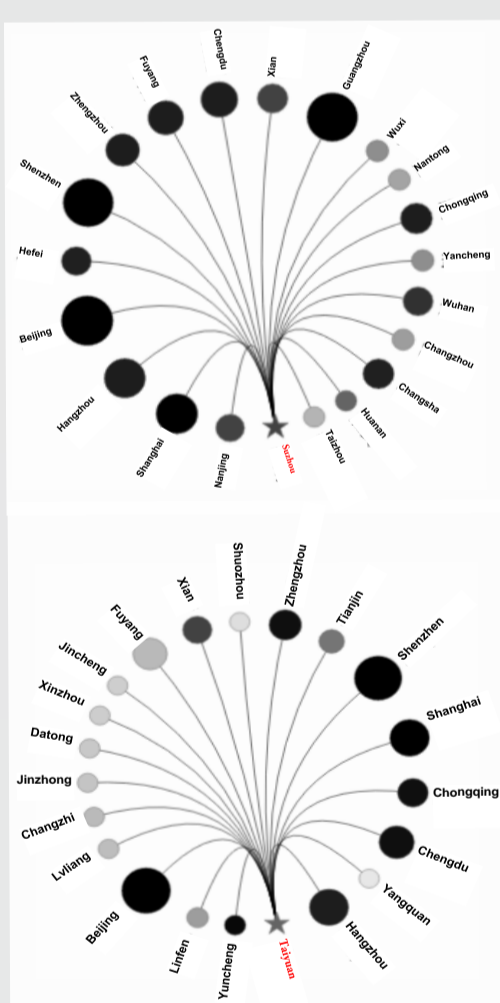 Chengdu
Xian
Guangzhou
Fuyang
Wuxi
Zhengzhou
Nantong
Shenzhen
Chongqing
Hefei
Yancheng
Beijing
Wuhan
Changzhou
Hangzhou
Changsha
Shanghai
Huanan
Nanjing
Taizhou
Suzhou
Shuozhou
Zhengzhou
Xian
Tianjin
Fuyang
Shenzhen
Jincheng
Xinzhou
Shanghai
Datong
Jinzhong
Chongqing
Changzhi
Chengdu
Lvliang
Yangquan
Beijing
Hangzhou
Linfen
Yuncheng
Taiyuan